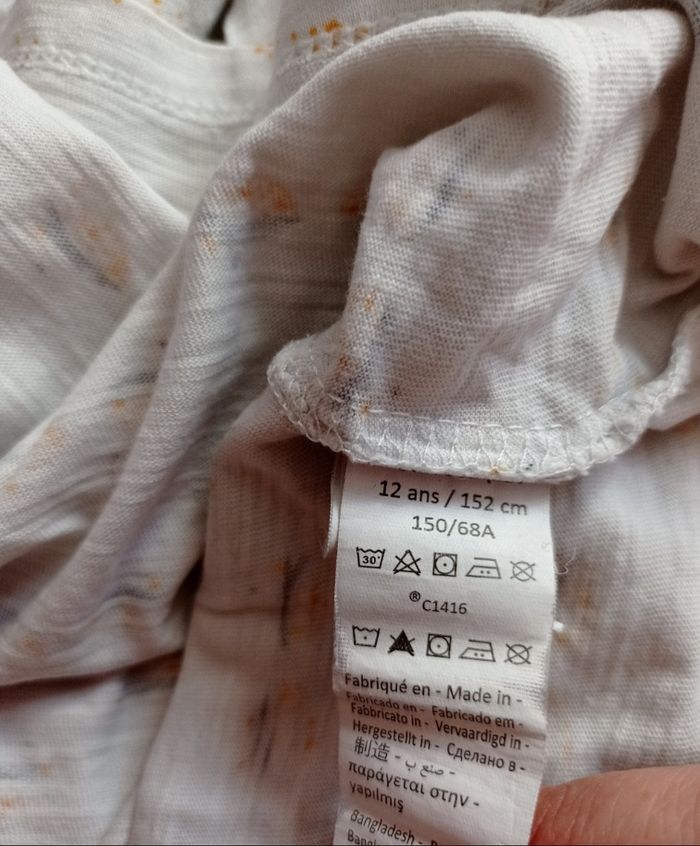 12 ans / 152 cm
150/68A
30°
®C1416
Fabriqué en - Made in -
Fabricado en - Fabricado em -
Fabbricato in - Vervaardigd in -
Hergestellt in - Сделано в -
制造 - صنع ب -
παράγεται στην -
yapılmış
Bangladesh -